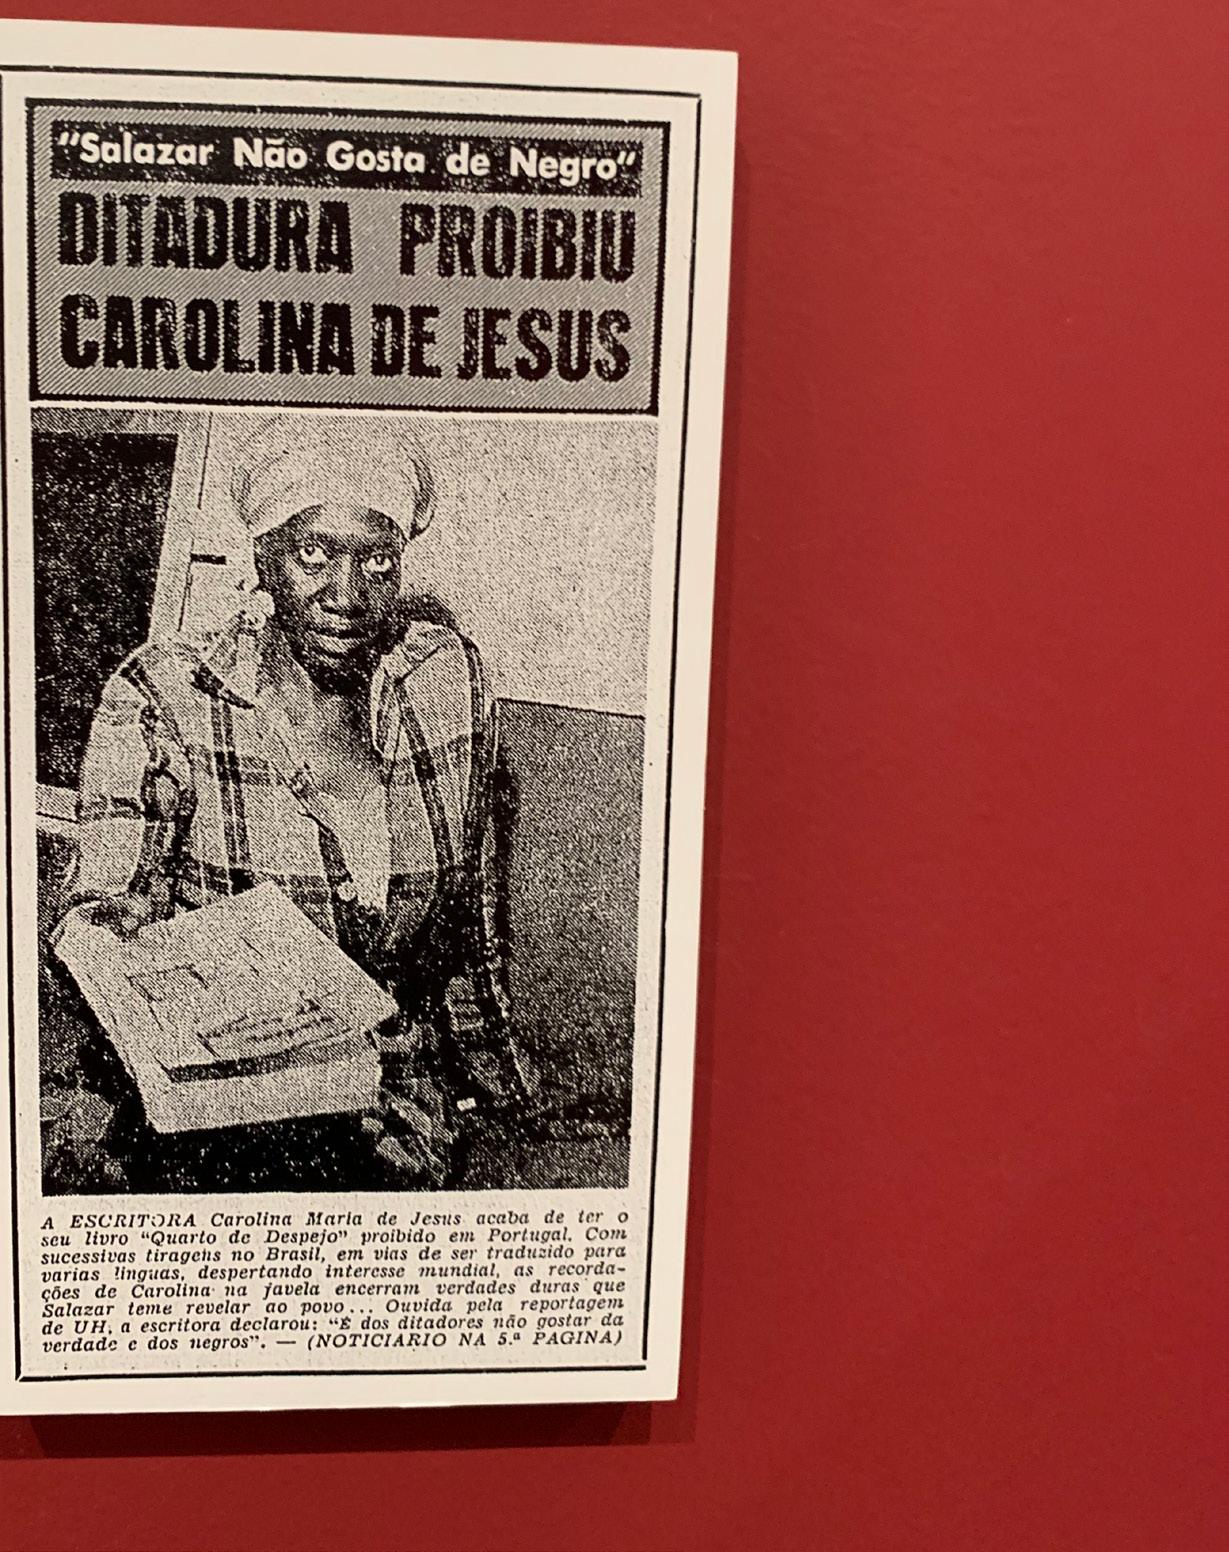 "Salazar Não Gosta de Negro"
DITADURA PROIBIU
CAROLINA DE JESUS
A ESCRITORA Carolina Maria de Jesus acaba de ter o
seu livro "Quarto de Despejo" proibido em Portugal. Com
sucessivas tiragens no Brasil, em vias de ser traduzido para
varias linguas, despertando interesse mundial, as recorda-
ções de Carolina na favela encerram verdades duras que
Salazar teme revelar ao povo... Ouvida pela reportagem
de UH, a escritora declarou: "É dos ditadores não gostar da
verdade e dos negros". — (NOTICIARIO NA 5.ª PAGINA)